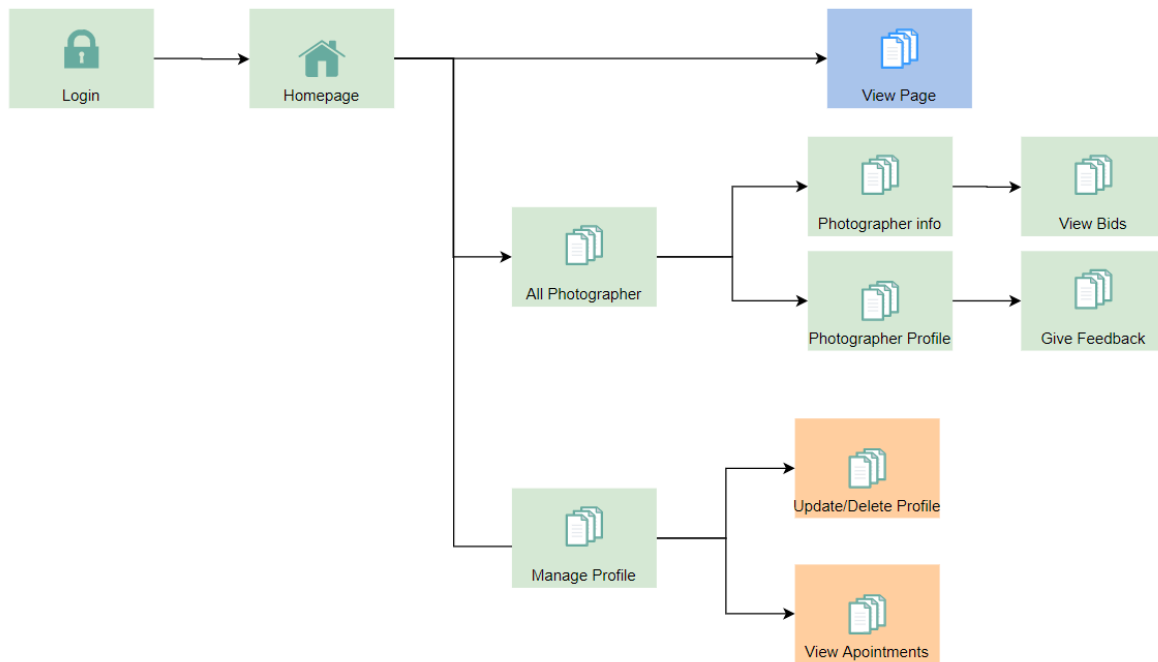 Login
Homepage
View Page
Photographer info
View Bids
All Photographer
Photographer Profile
Give Feedback
Update/Delete Profile
Manage Profile
View Apointments